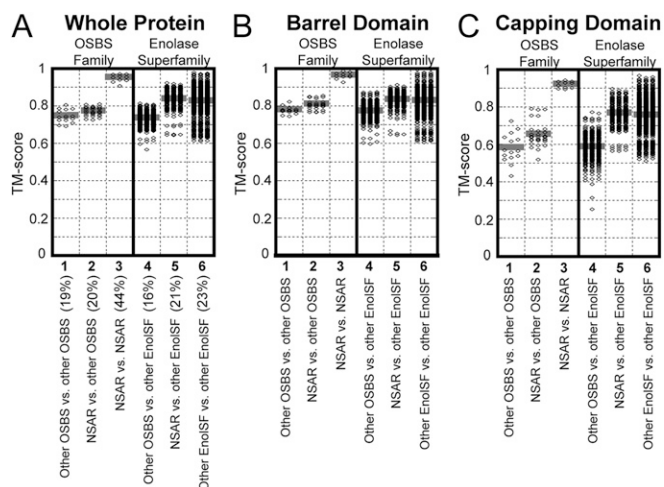 A Whole Protein
OSBS Family
Enolase Superfamily
TM-score
1
0.8
0.6
0.4
0.2
0
1 2 3 4 5 6
Other OSBS vs. other OSBS (19%)
NSAR vs. other OSBS (20%)
NSAR vs. NSAR (44%)
Other OSBS vs. other EnolSF (16%)
NSAR vs. other EnolSF (21%)
Other EnolSF vs. other EnolSF (23%)
B Barrel Domain
OSBS Family
Enolase Superfamily
TM-score
1
0.8
0.6
0.4
0.2
0
1 2 3 4 5 6
Other OSBS vs. other OSBS
NSAR vs. other OSBS
NSAR vs. NSAR
Other OSBS vs. other EnolSF
NSAR vs. other EnolSF
Other EnolSF vs. other EnolSF
C Capping Domain
OSBS Family
Enolase Superfamily
TM-score
1
0.8
0.6
0.4
0.2
0
1 2 3 4 5 6
Other OSBS vs. other OSBS
NSAR vs. other OSBS
NSAR vs. NSAR
Other OSBS vs. other EnolSF
NSAR vs. other EnolSF
Other EnolSF vs. other EnolSF